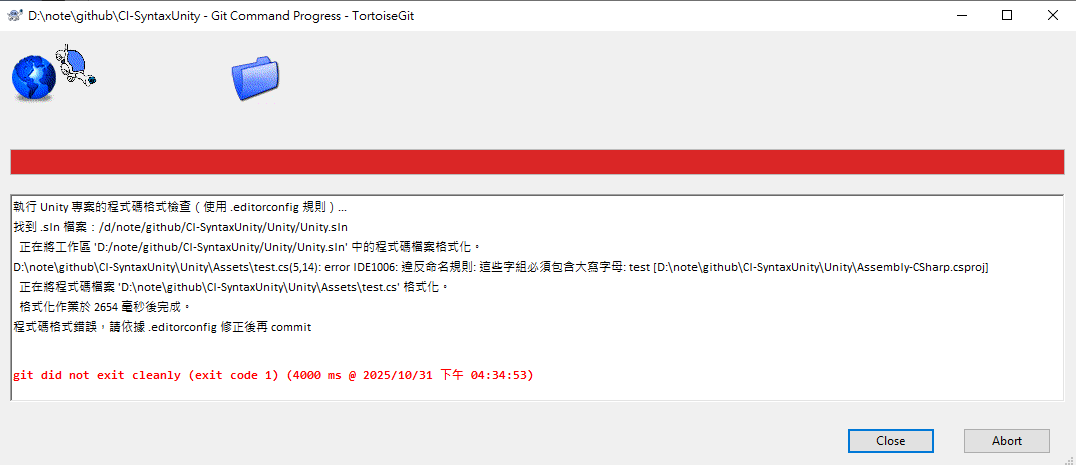 D:\note\github\CI-SyntaxUnity - Git Command Progress - TortoiseGit
執行 Unity 專案的程式碼格式檢查（使用 .editorconfig 規則）...
找到 .sln 檔案：/d/note/github/CI-SyntaxUnity/Unity/Unity.sln
正在將工作區 'D:/note/github/CI-SyntaxUnity/Unity/Unity.sln' 中的程式碼檔案格式化。
D:\note\github\CI-SyntaxUnity\Unity\Assets\test.cs(5,14): error IDE1006: 違反命名規則: 這些字組必須包含大寫字母: test [D:\note\github\CI-SyntaxUnity\Unity\Assembly-CSharp.csproj]
正在將程式碼檔案 'D:\note\github\CI-SyntaxUnity\Unity\Assets\test.cs' 格式化。
格式化作業於 2654 毫秒後完成。
程式碼格式錯誤，請依據 .editorconfig 修正後再 commit
git did not exit cleanly (exit code 1) (4000 ms @ 2025/10/31 下午 04:34:53)
Close
Abort